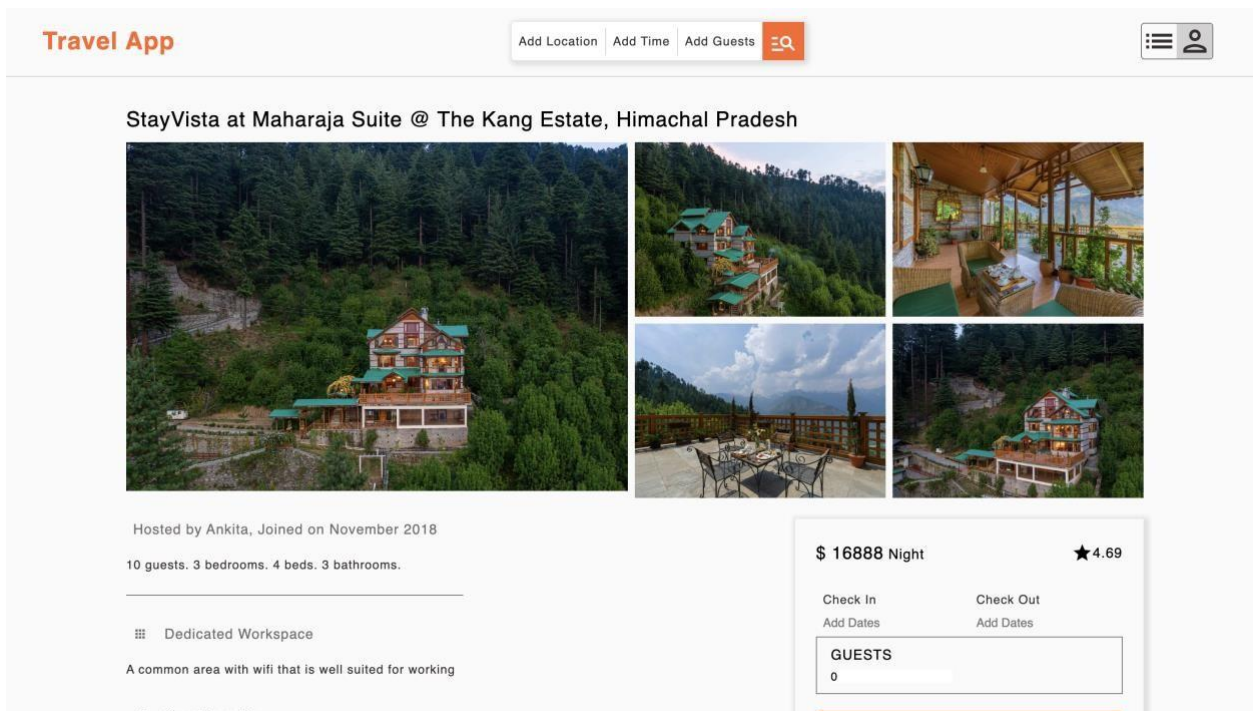 Travel App
Add Location Add Time Add Guests
StayVista at Maharaja Suite @ The Kang Estate, Himachal Pradesh
Hosted by Ankita, Joined on November 2018
10 guests. 3 bedrooms. 4 beds. 3 bathrooms.
Dedicated Workspace
A common area with wifi that is well suited for working
$ 16888 Night
4.69
Check In Check Out
Add Dates Add Dates
GUESTS
0